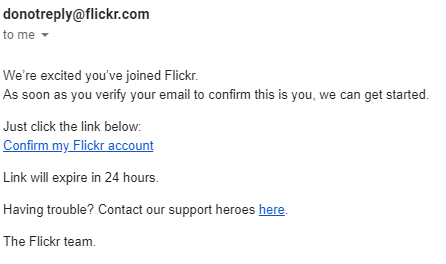 donotreply@flickr.com
to me
We're excited you've joined Flickr.
As soon as you verify your email to confirm this is you, we can get started.
Just click the link below:
Confirm my Flickr account
Link will expire in 24 hours.
Having trouble? Contact our support heroes here.
The Flickr team.